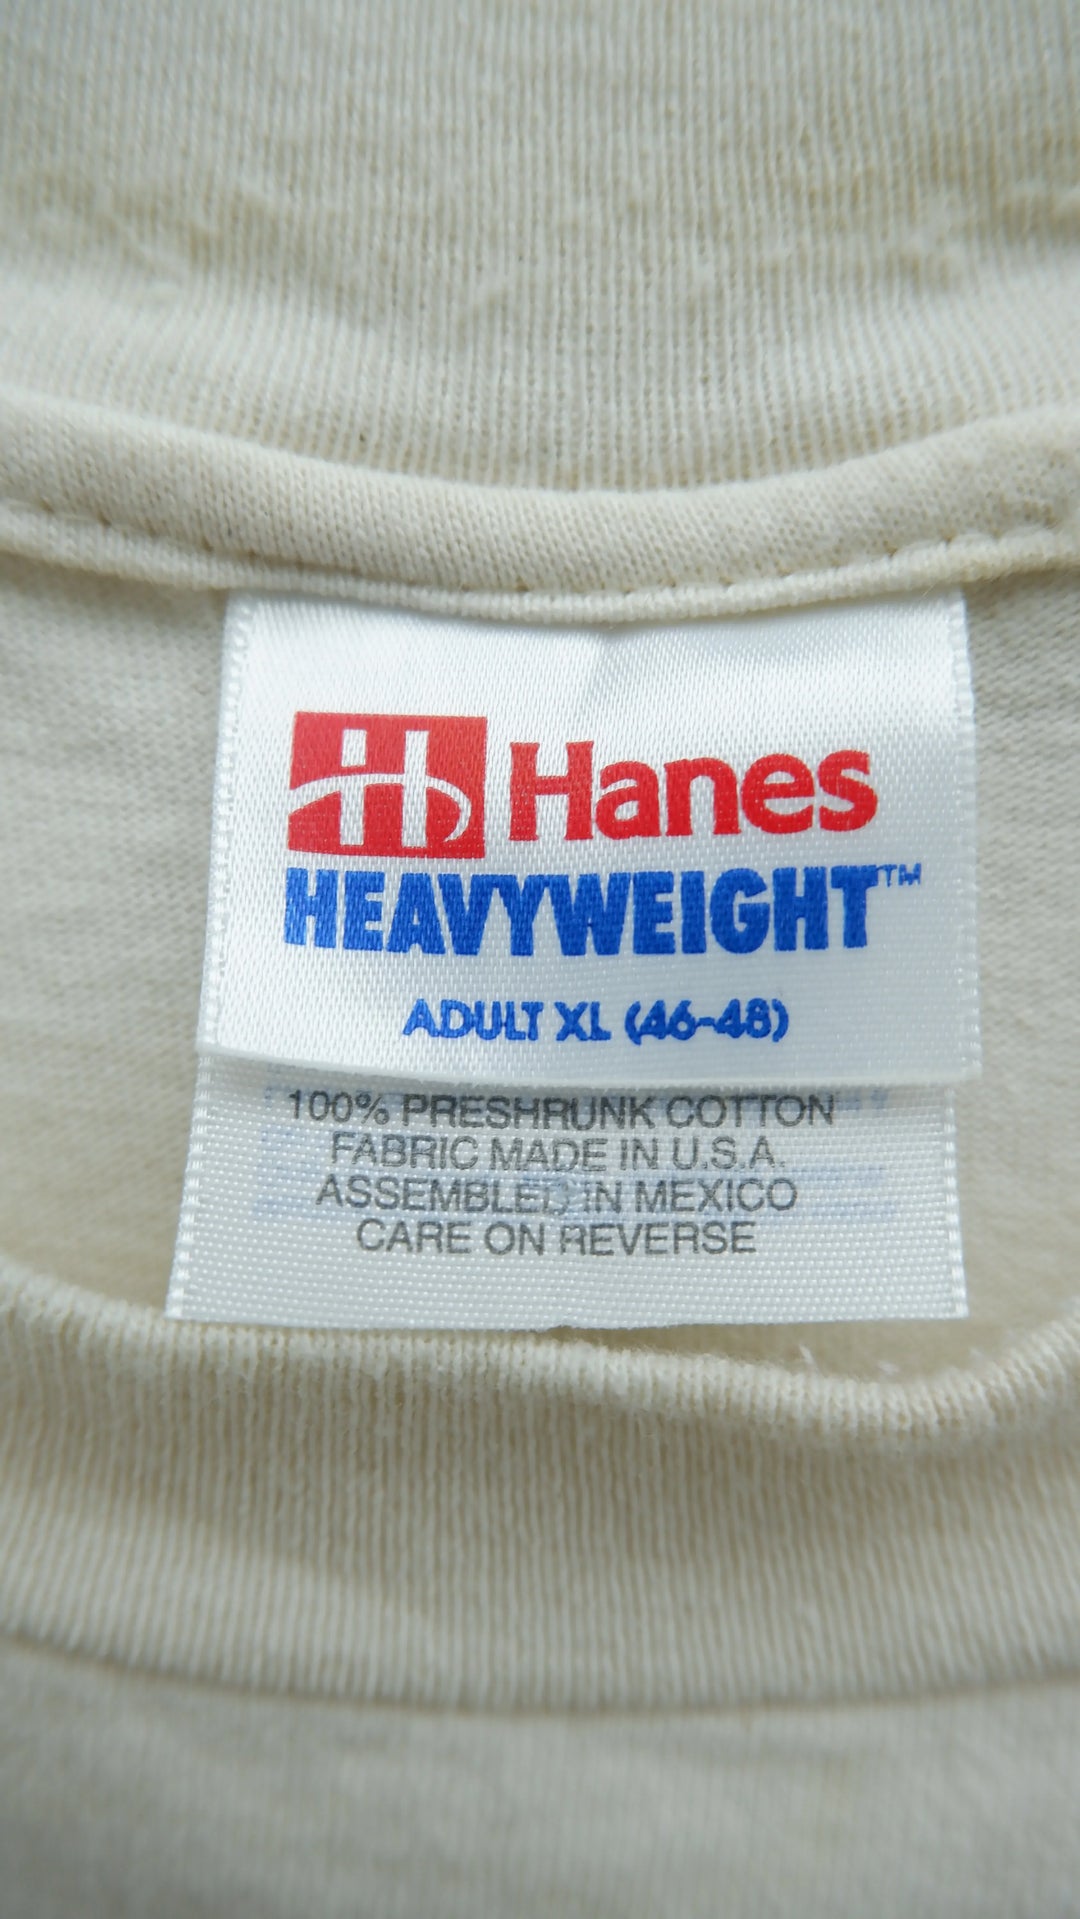 Hanes
HEAVYWEIGHT™
ADULT XL (46-48)
100% PRESHRUNK COTTON
FABRIC MADE IN U.S.A.
ASSEMBLED IN MEXICO
CARE ON REVERSE